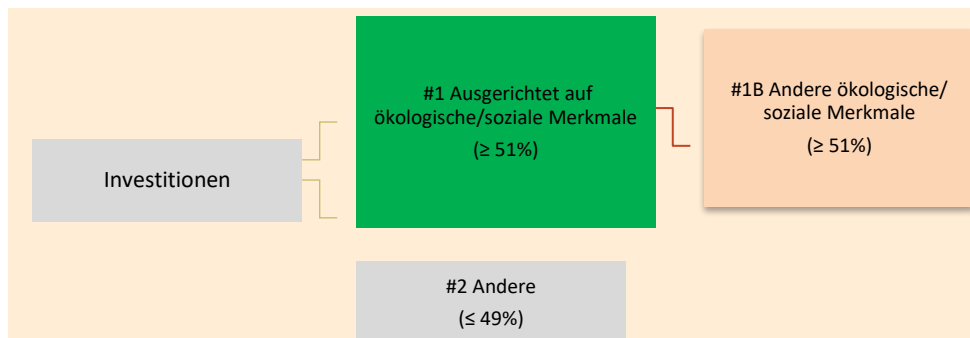 Investitionen
#1 Ausgerichtet auf
ökologische/soziale Merkmale
(≥ 51%)
#1B Andere ökologische/
soziale Merkmale
(≥ 51%)
#2 Andere
(≤ 49%)